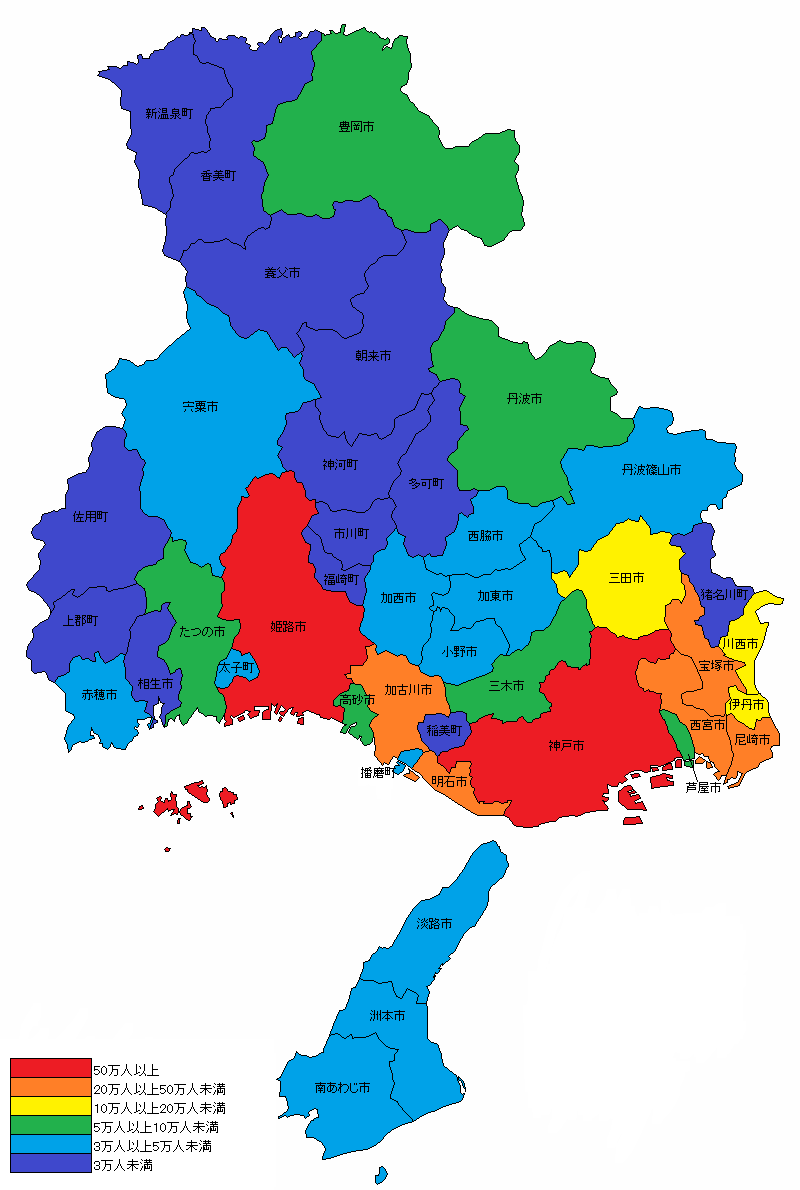 新温泉町
豊岡市
香美町
養父市
朝来市
宍粟市
丹波市
神河町
丹波篠山市
多可町
佐用町
市川町
西脇市
福崎町
三田市
猪名川町
加西市
加東市
上郡町
たつの市
姫路市
小野市
川西市
太子町
宝塚市
相生市
赤穂市
加古川市
三木市
高砂市
伊丹市
西宮市
稲美町
神戸市
尼崎市
播磨町
明石市
芦屋市
淡路市
洲本市
南あわじ市
50万人以上
20万人以上50万人未満
10万人以上20万人未満
5万人以上10万人未満
3万人以上5万人未満
3万人未満